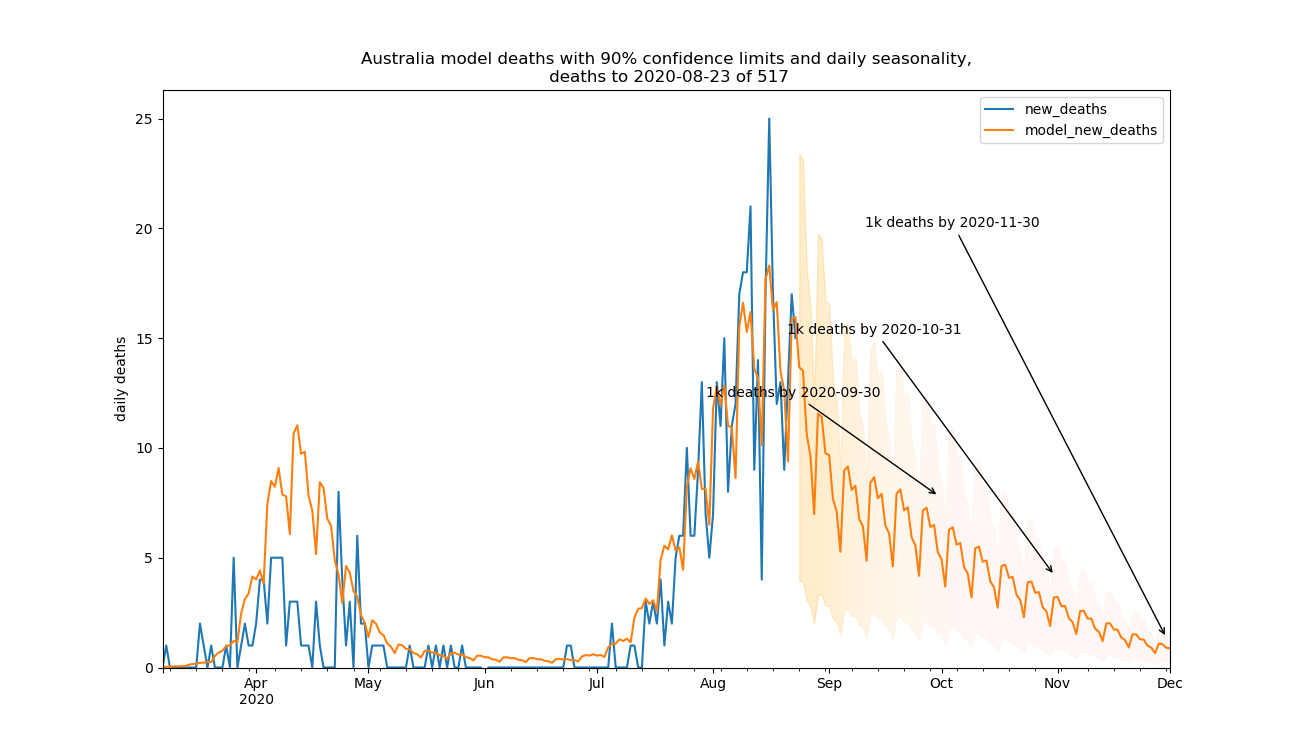 Australia model deaths with 90% confidence limits and daily seasonality,
deaths to 2020-08-23 of 517
new_deaths
model_new_deaths
25
20
15
10
5
0
daily deaths
1k deaths by 2020-11-30
1k deaths by 2020-10-31
1k deaths by 2020-09-30
Apr
2020
May
Jun
Jul
Aug
Sep
Oct
Nov
Dec